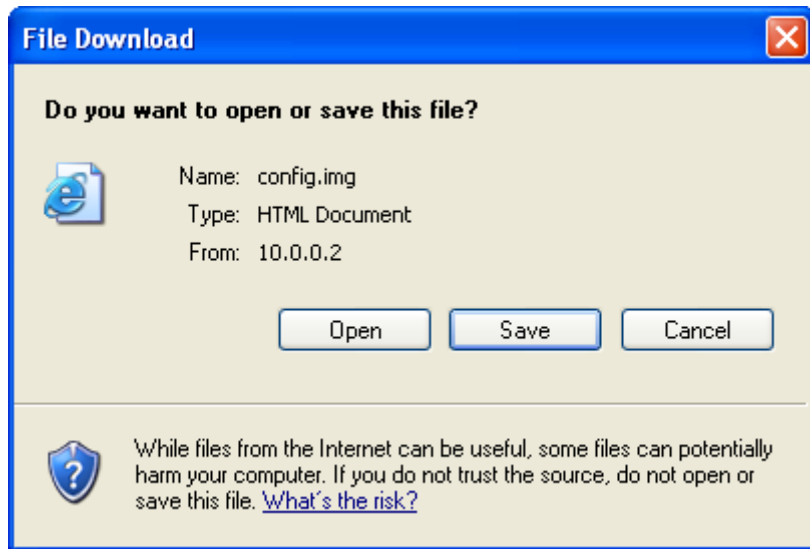 File Download
Do you want to open or save this file?
Name: config.img
Type: HTML Document
From: 10.0.0.2
Open Save Cancel
While files from the Internet can be useful, some files can potentially
harm your computer. If you do not trust the source, do not open or
save this file. What's the risk?